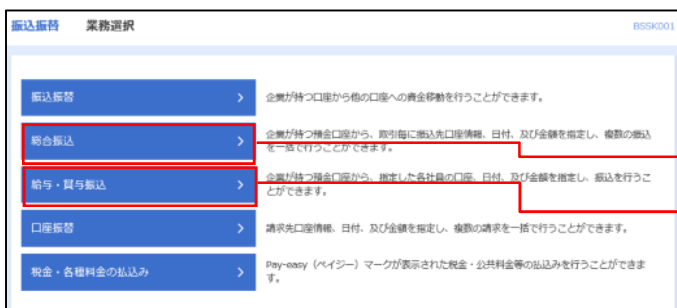 振込振替 業務選択 BSSK001
振込振替 企業が持つ口座から他の口座への資金移動を行うことができます。
総合振込 企業が持つ預金口座から、取引毎に振込先口座情報、日付、及び金額を指定し、複数の振込
を一括で行うことができます。
給与・賞与振込 企業が持つ預金口座から、指定した各社員の口座、日付、及び金額を指定し、振込を行うこ
とができます。
口座振替 請求先口座情報、日付、及び金額を指定し、複数の請求を一括で行うことができます。
税金・各種料金の払込み Pay-easy（ペイジー）マークが表示された税金・公共料金等の払込みを行うことができま
す。